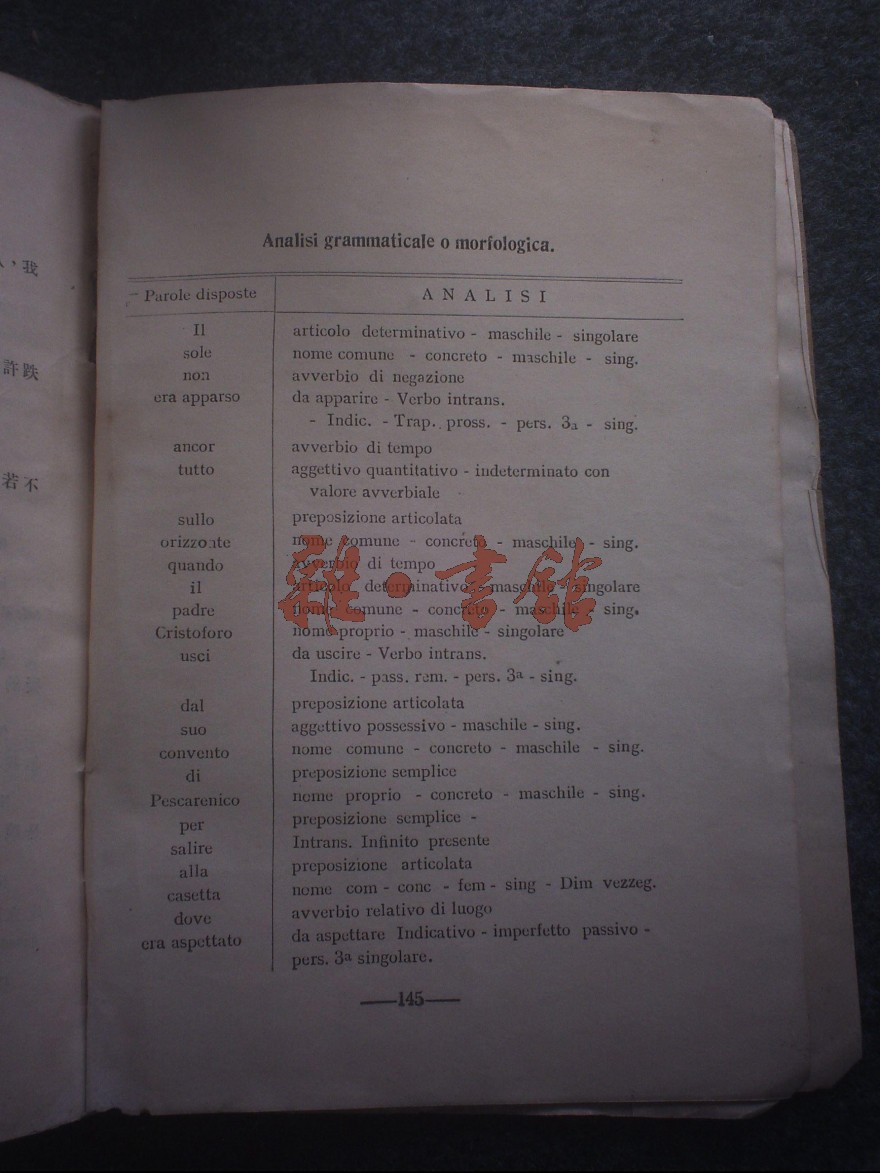 、我
許跌
若不
Analisi grammaticale o morfologica.
Parole disposte A N A L I S I
Il articolo determinativo - maschile - singolare
sole nome comune - concreto - maschile - sing.
non avverbio di negazione
era apparso da apparire - Verbo intrans.
- Indic. - Trap. pross. - pers. 3a - sing.
ancor avverbio di tempo
tutto aggettivo quantitativo - indeterminato con
valore avverbiale
sullo preposizione articolata
orizzonte nome comune - concreto - maschile - sing.
quando avverbio di tempo
il articolo determinativo - maschile - singolare
padre nome comune - concreto - maschile - sing.
Cristoforo nome proprio - maschile - singolare
usci da uscire - Verbo intrans.
Indic. - pass. rem. - pers. 3a - sing.
dal preposizione articolata
suo aggettivo possessivo - maschile - sing.
convento nome comune - concreto - maschile - sing.
di preposizione semplice
Pescarenico nome proprio - concreto - maschile - sing.
per preposizione semplice -
salire Intrans. Infinito presente
alla preposizione articolata
casetta nome com - conc - fem - sing - Dim vezzeg.
dove avverbio relativo di luogo
era aspettato da aspettare Indicativo - imperfetto passivo -
pers. 3a singolare.
145
雜·書館